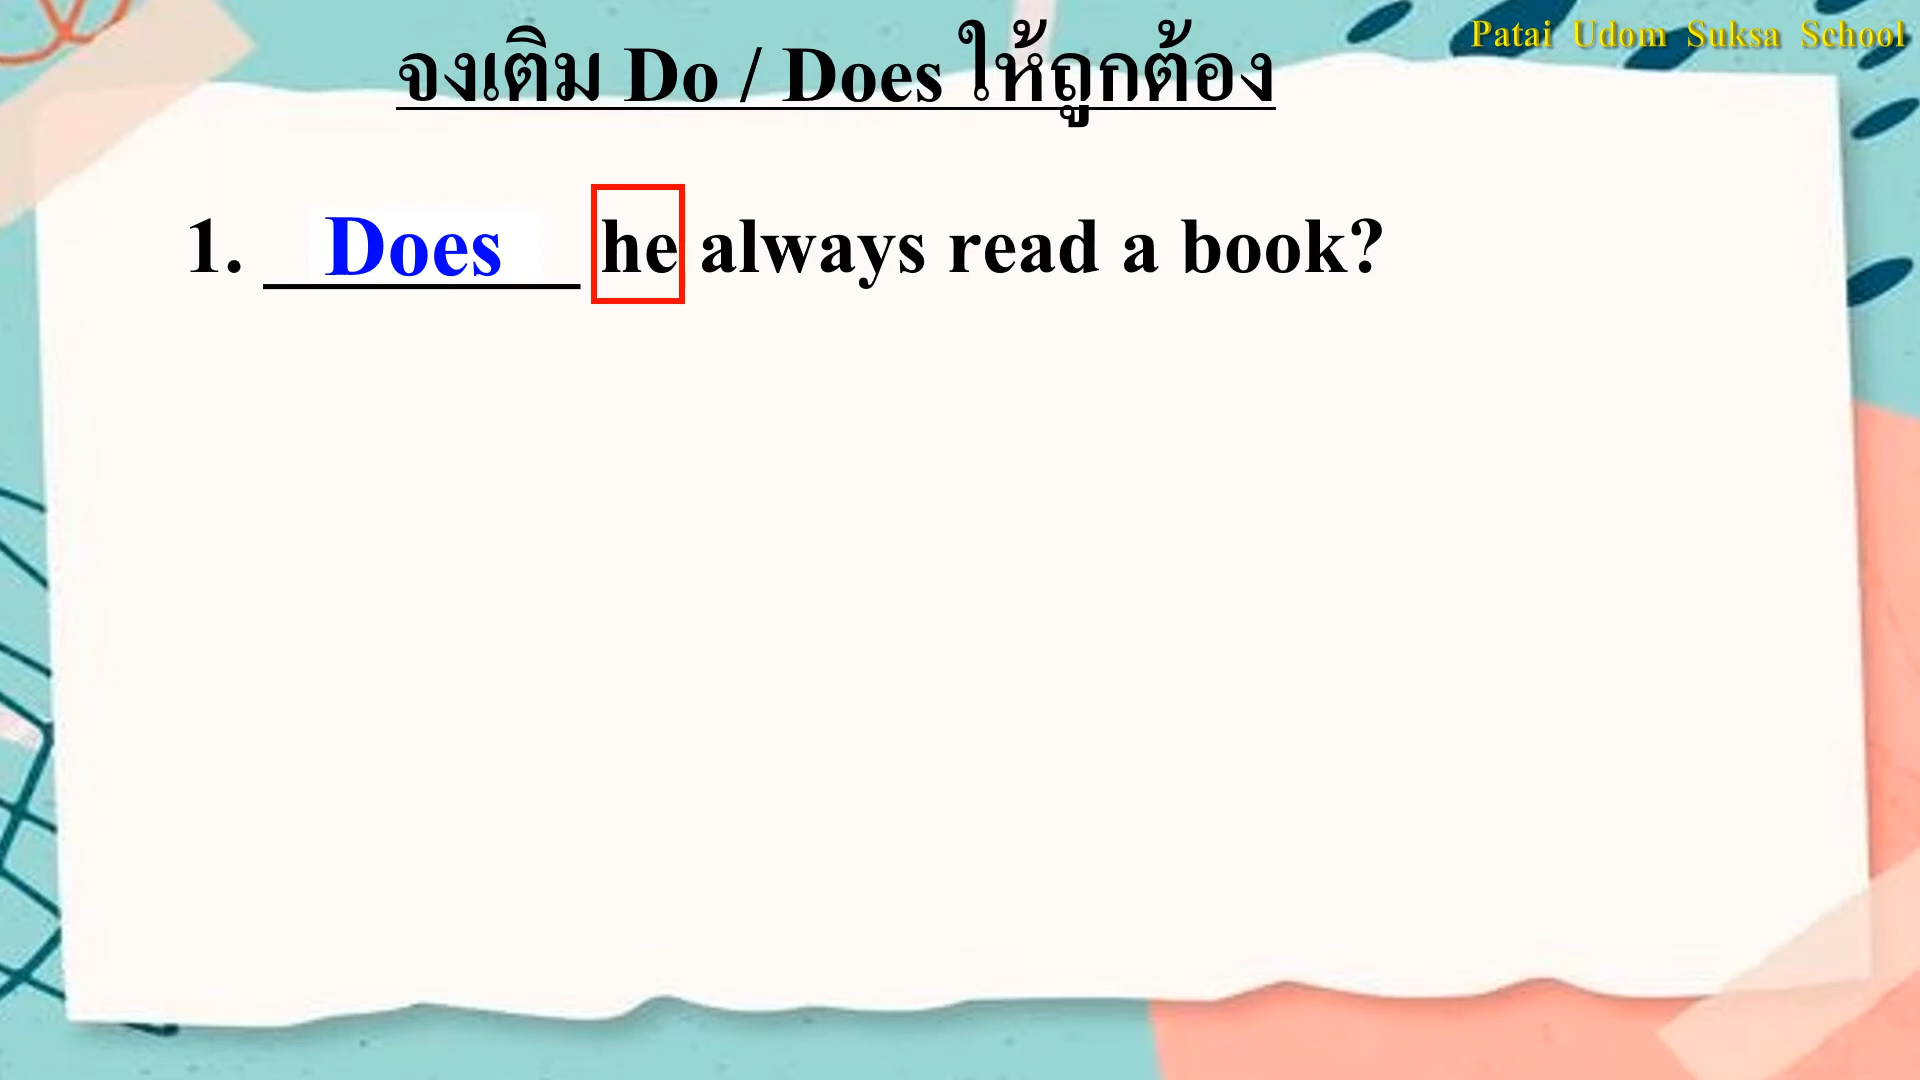 Patai Udom Suksa School
จงเติม Do / Does ให้ถูกต้อง
1. Does he always read a book?